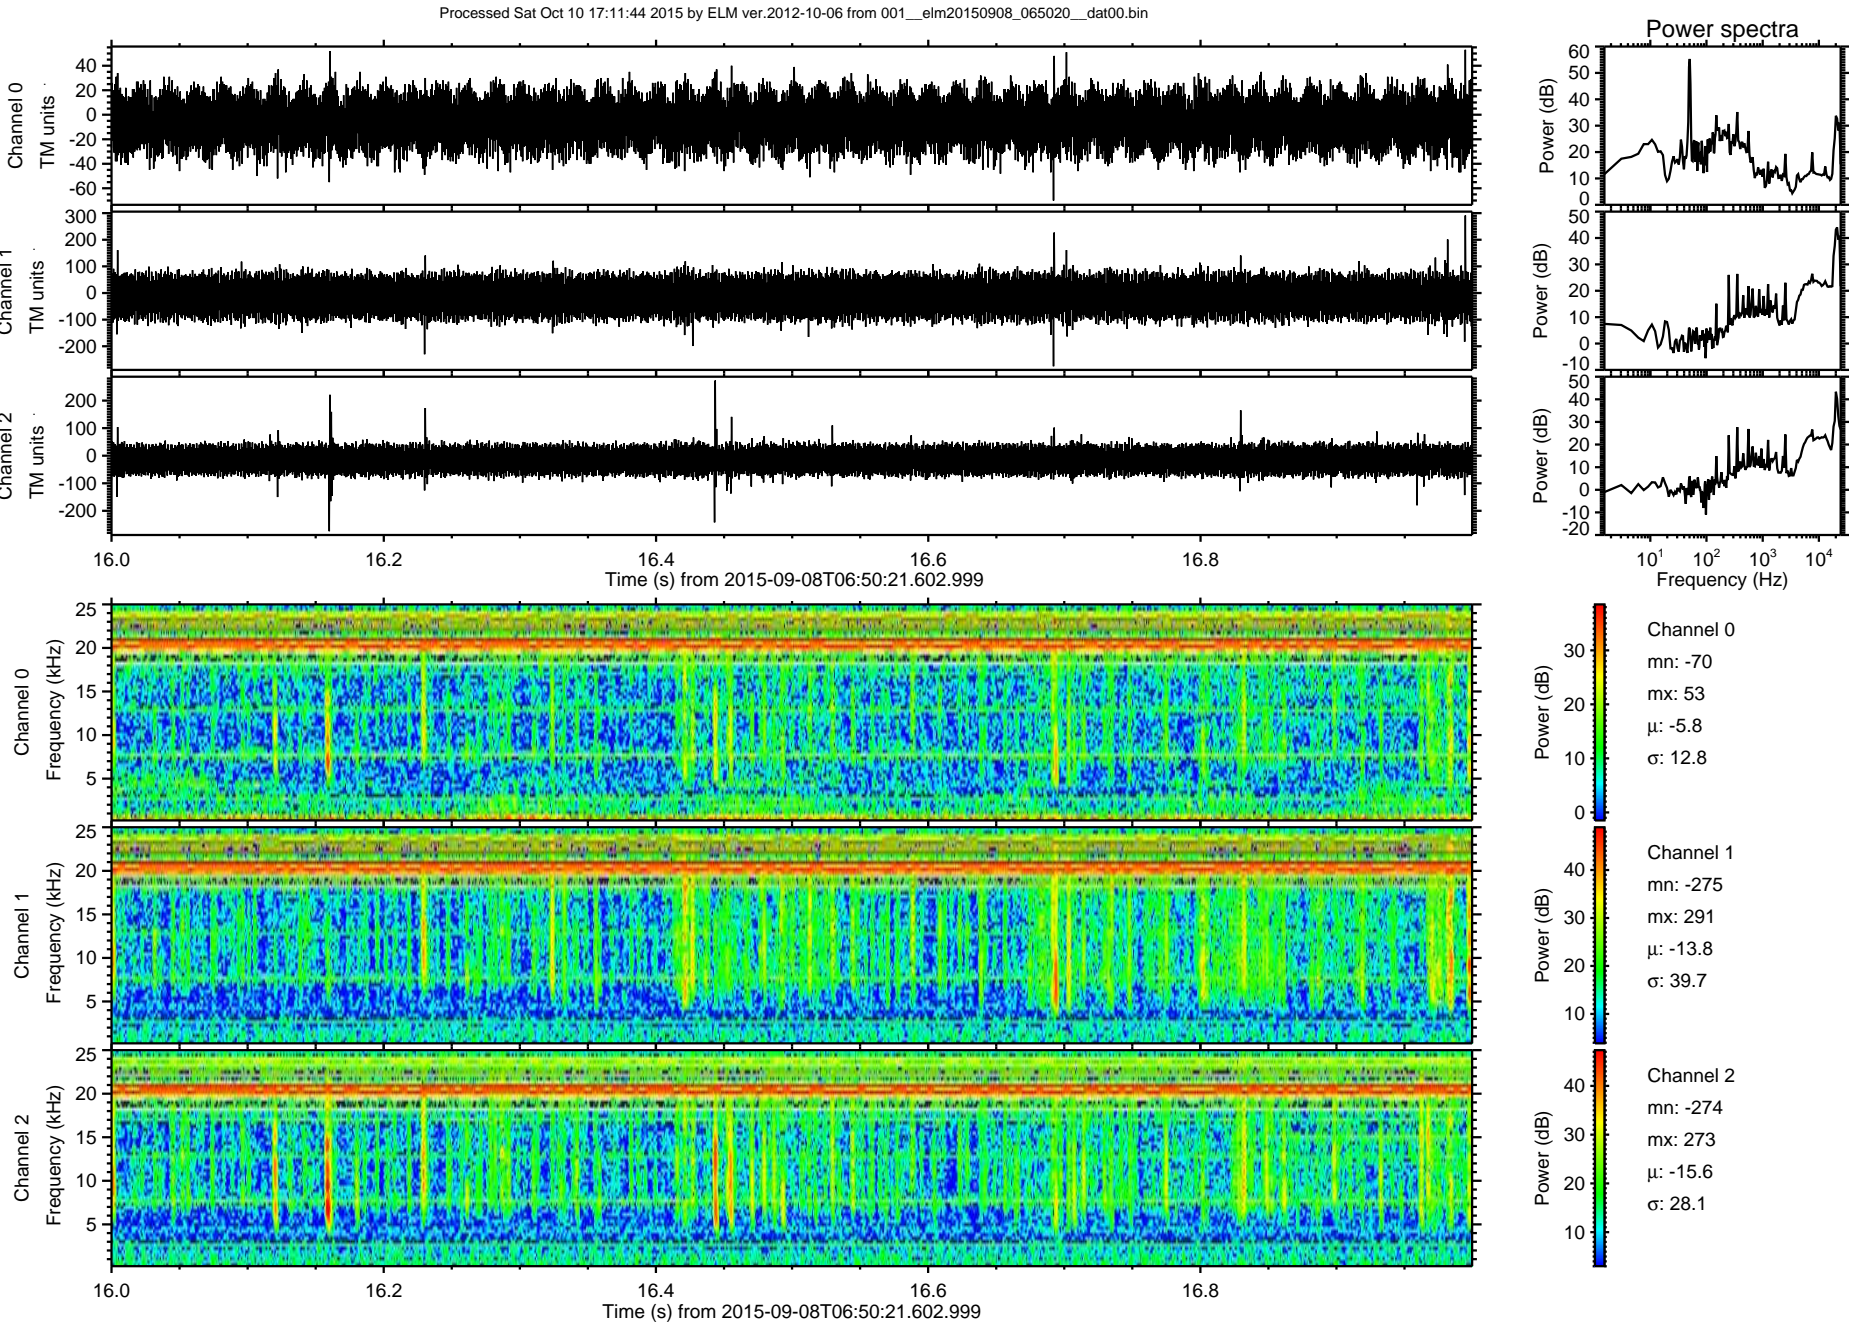 Processed Sat Oct 10 17:11:44 2015 by ELM ver.2012-10-06 from 001__elm20150908_065020__dat00.bin
Power spectra
Channel 0
TM units
40
20
0
-20
-40
-60
Power (dB)
60
50
40
30
20
10
0
Channel 1
TM units
300
200
100
0
-100
-200
Power (dB)
50
40
30
20
10
0
-10
Channel 2
TM units
200
100
0
-100
-200
Power (dB)
50
40
30
20
10
0
-10
-20
16.0 16.2 16.4 16.6 16.8
Time (s) from 2015-09-08T06:50:21.602.999
10¹ 10² 10³ 10⁴
Frequency (Hz)
Channel 0
Frequency (kHz)
25
20
15
10
5
Power (dB)
30
20
10
0
Channel 0
mn: -70
mx: 53
μ: -5.8
σ: 12.8
Channel 1
Frequency (kHz)
25
20
15
10
5
Power (dB)
40
30
20
10
Channel 1
mn: -275
mx: 291
μ: -13.8
σ: 39.7
Channel 2
Frequency (kHz)
25
20
15
10
5
Power (dB)
40
30
20
10
Channel 2
mn: -274
mx: 273
μ: -15.6
σ: 28.1
16.0 16.2 16.4 16.6 16.8
Time (s) from 2015-09-08T06:50:21.602.999